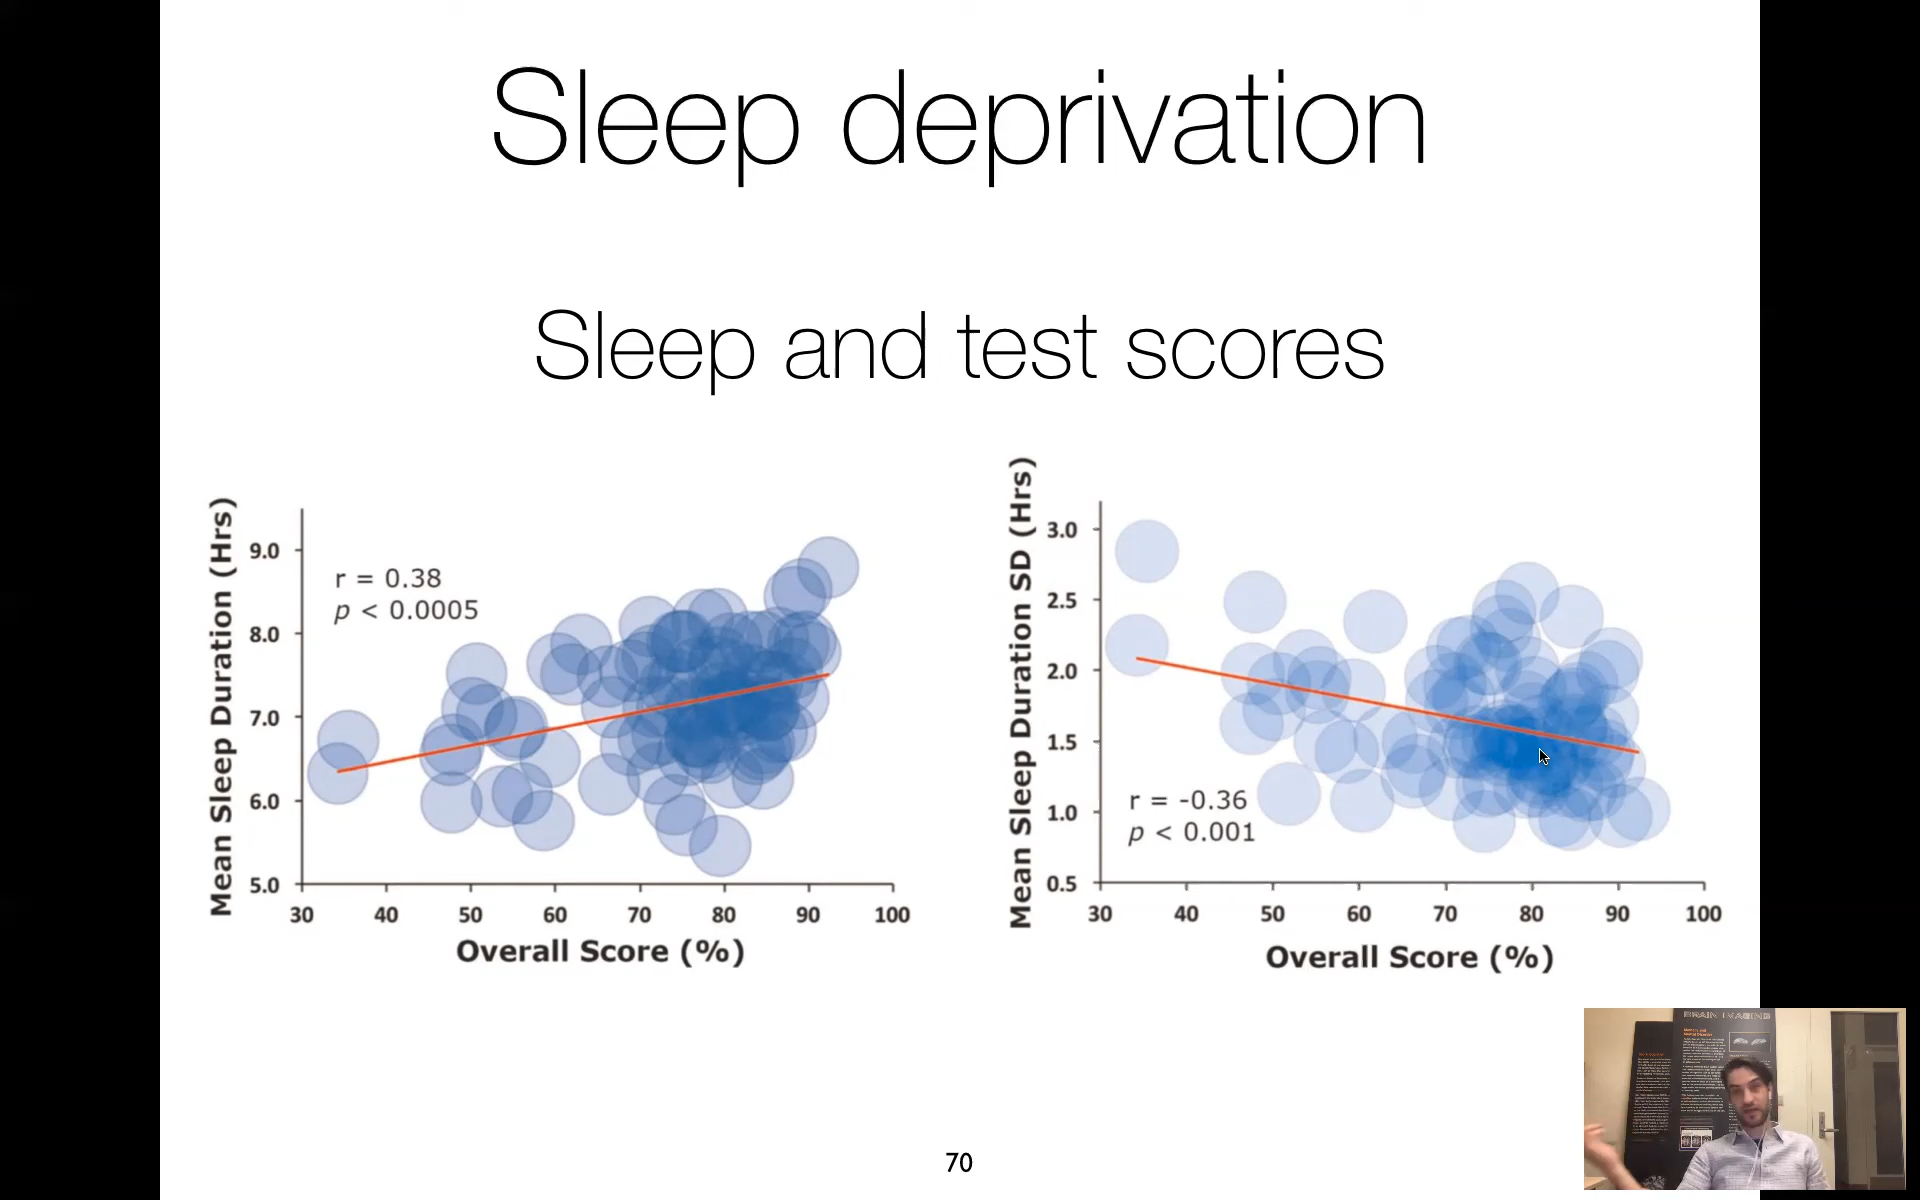 Sleep deprivation
Sleep and test scores
Mean Sleep Duration (Hrs)
9.0
8.0
7.0
6.0
5.0
r = 0.38
p < 0.0005
30 40 50 60 70 80 90 100
Overall Score (%)
Mean Sleep Duration SD (Hrs)
3.0
2.5
2.0
1.5
1.0
0.5
r = -0.36
p < 0.001
30 40 50 60 70 80 90 100
Overall Score (%)
70
BRAIN IMAGING